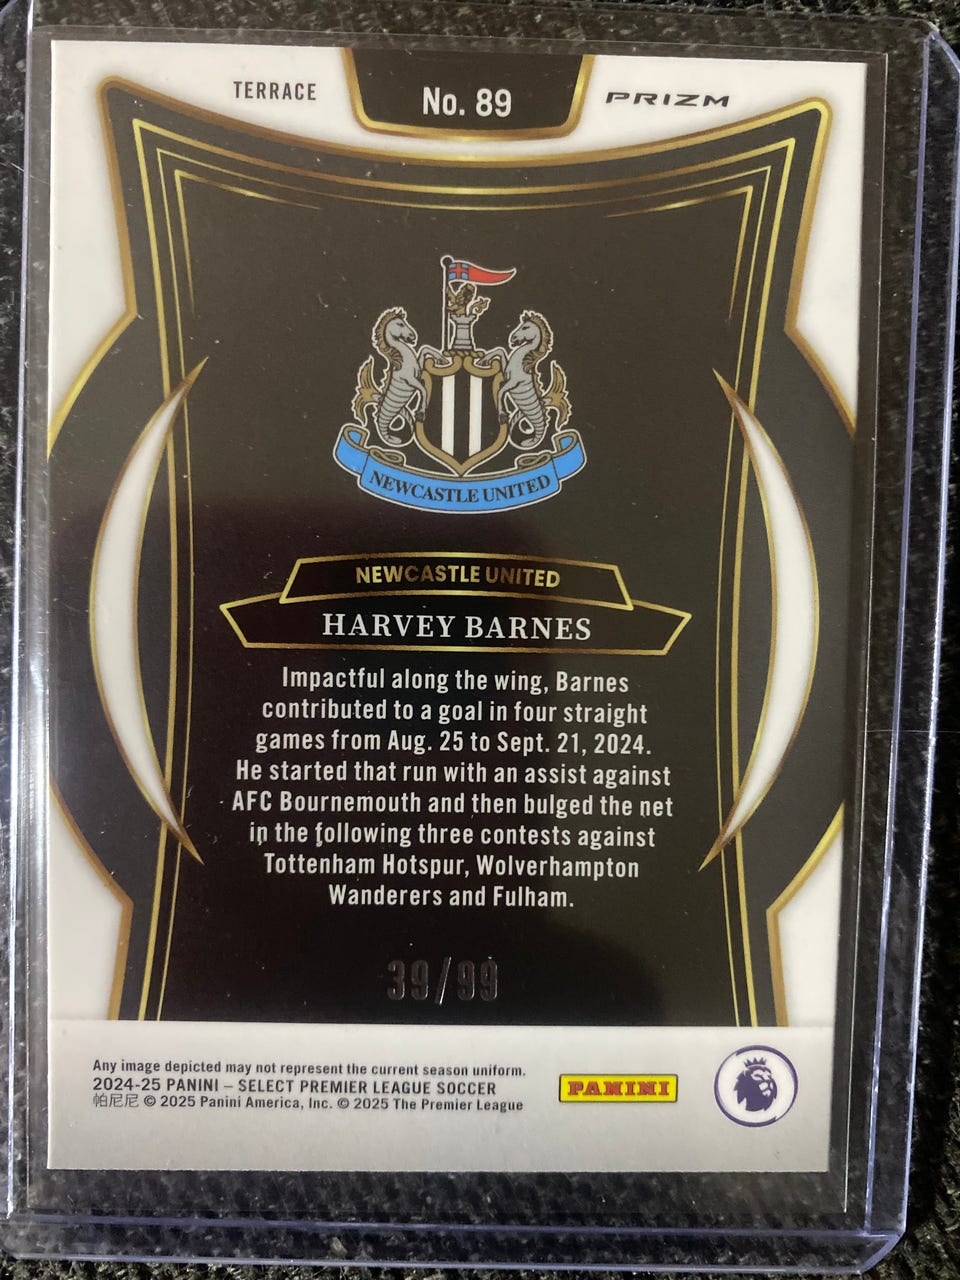 TERRACE
No. 89
PRIZM
NEWCASTLE UNITED
NEWCASTLE UNITED
HARVEY BARNES
Impactful along the wing, Barnes
contributed to a goal in four straight
games from Aug. 25 to Sept. 21, 2024.
He started that run with an assist against
AFC Bournemouth and then bulged the net
in the following three contests against
Tottenham Hotspur, Wolverhampton
Wanderers and Fulham.
39/99
Any image depicted may not represent the current season uniform.
2024-25 PANINI – SELECT PREMIER LEAGUE SOCCER
帕尼尼 © 2025 Panini America, Inc. © 2025 The Premier League
PANINI